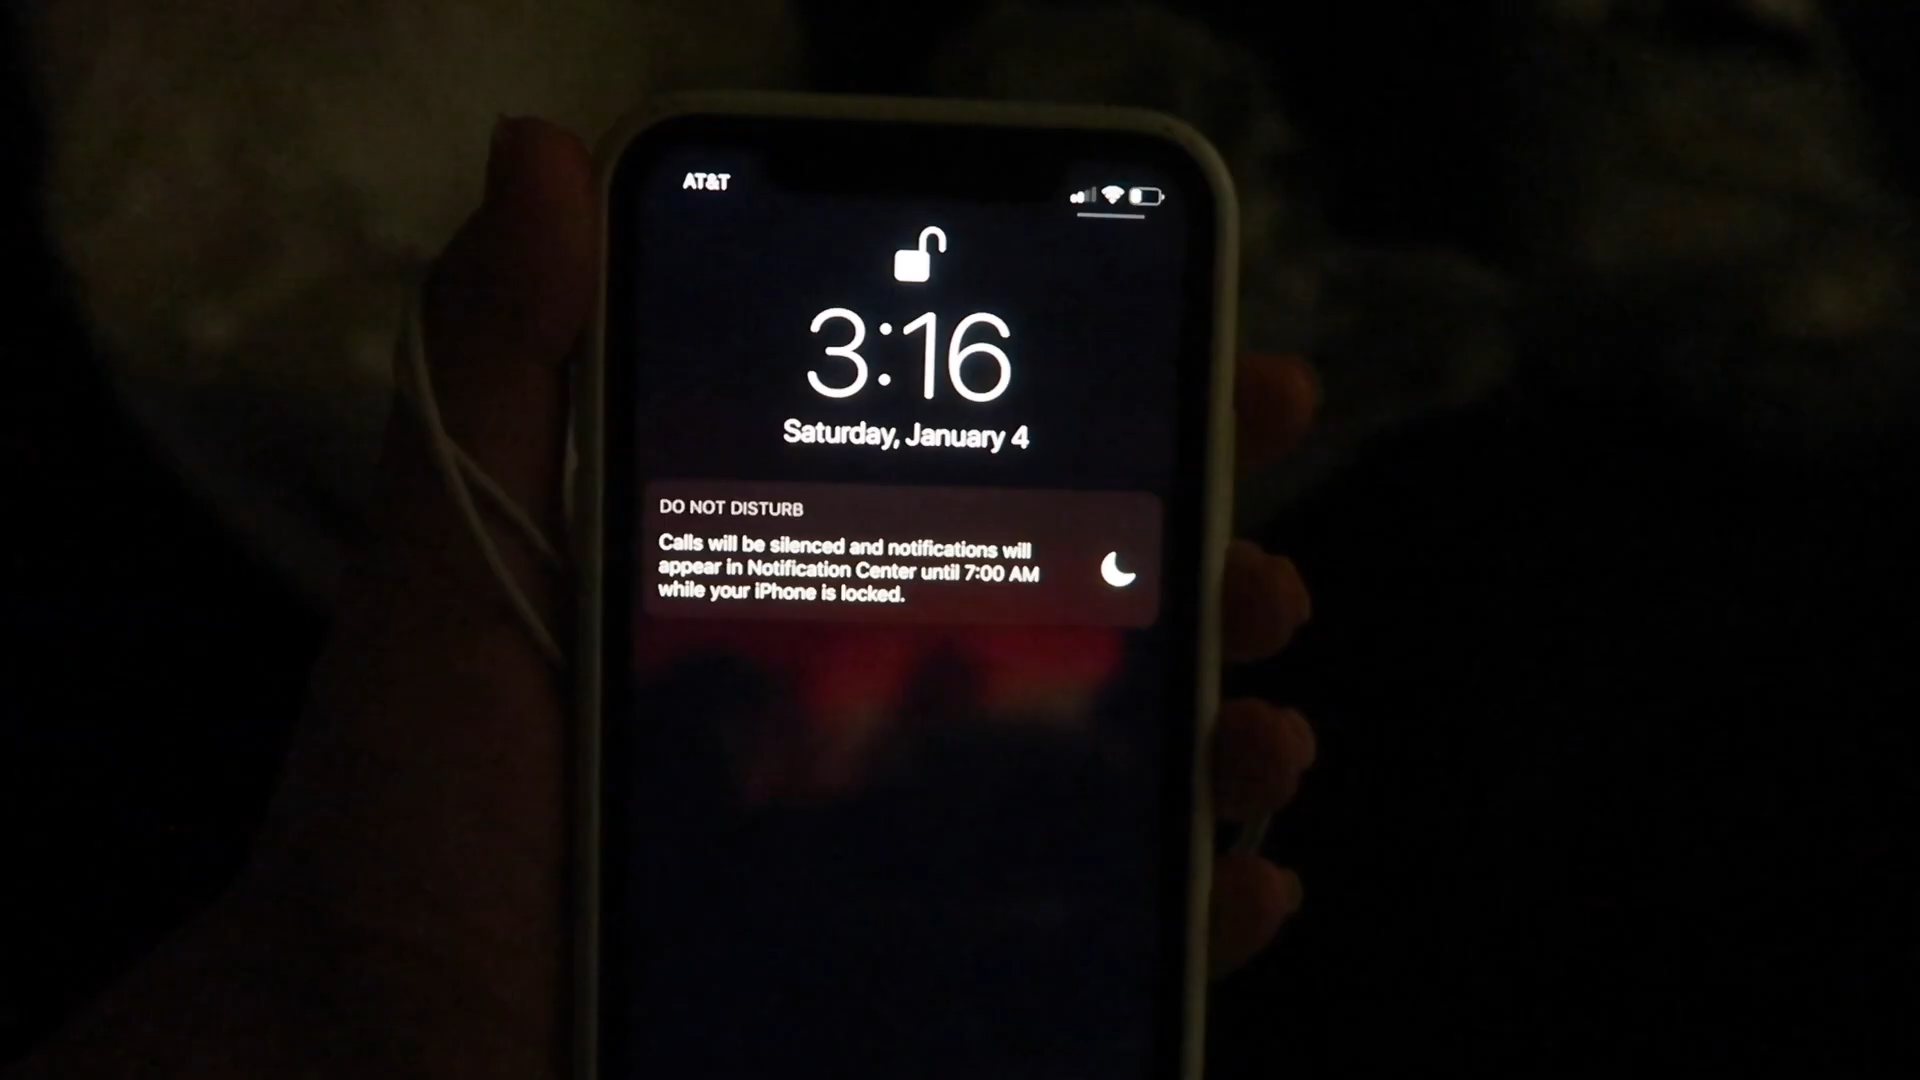 AT&T
3:16
Saturday, January 4
DO NOT DISTURB
Calls will be silenced and notifications will
appear in Notification Center until 7:00 AM
while your iPhone is locked.